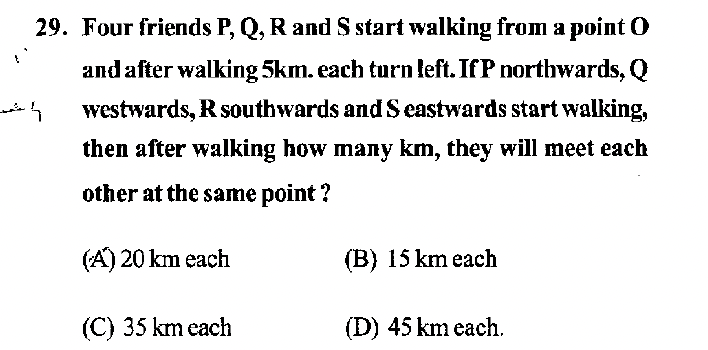 29. Four friends P, Q, R and S start walking from a point O
and after walking 5km. each turn left. If P northwards, Q
westwards, R southwards and S eastwards start walking,
then after walking how many km, they will meet each
other at the same point ?
(A) 20 km each (B) 15 km each
(C) 35 km each (D) 45 km each.